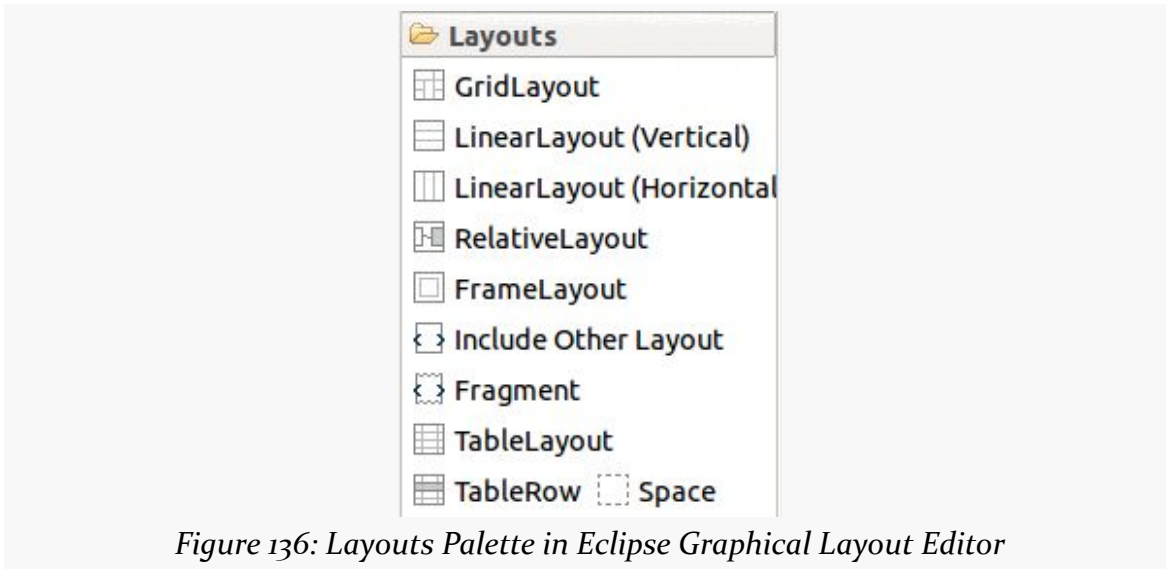 Layouts
GridLayout
LinearLayout (Vertical)
LinearLayout (Horizontal
RelativeLayout
FrameLayout
Include Other Layout
Fragment
TableLayout
TableRow Space
Figure 136: Layouts Palette in Eclipse Graphical Layout Editor